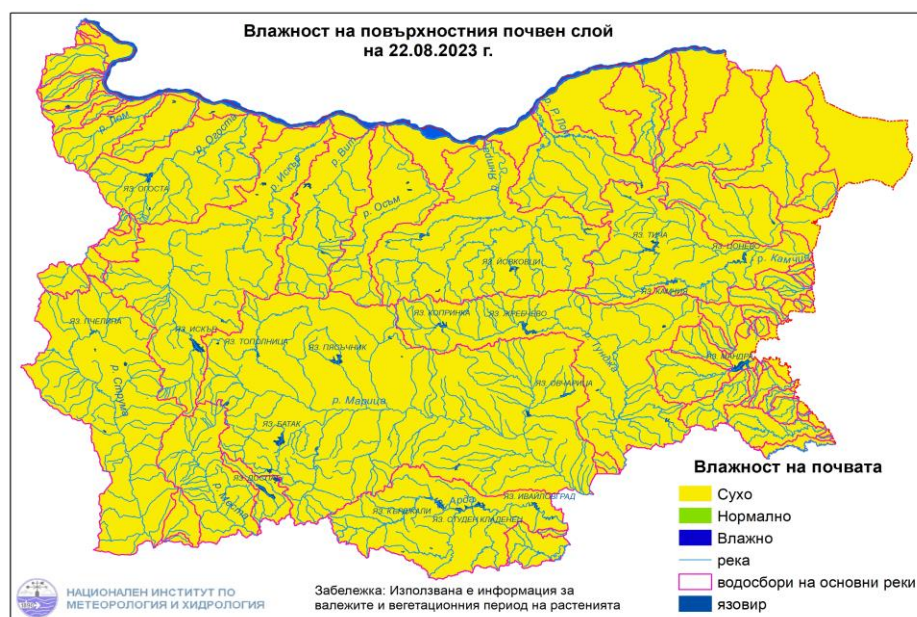 Влажност на повърхностния почвен слой
на 22.08.2023 г.
р. Лом
р. Огоста
р. Искър
р. Вит
р. Осъм
р. Янтра
р. Лом
ЯЗ. ОГОСТА
ЯЗ. ЙОВКОВЦИ
ЯЗ. ТИЧА
ЯЗ. ЦОНЕВО
р. Камчия
ЯЗ. КАМЧИЯ
ЯЗ. ПЧЕЛИНА
ЯЗ. ИСКЪР
ЯЗ. ТОПОЛНИЦА
ЯЗ. ПЯСЪЧНИК
ЯЗ. КОПРИНКА
ЯЗ. ЖРЕБЧЕВО
р. Тунджа
ЯЗ. МАНДРА
р. Струма
р. Марица
ЯЗ. ОВЧАРИЦА
ЯЗ. БАТАК
ЯЗ. ДОСПАТ
р. Места
р. Арда
ЯЗ. ИВАЙЛОВГРАД
ЯЗ. КЪРДЖАЛИ
ЯЗ. СТУДЕН КЛАДЕНЕЦ
Влажност на почвата
Сухо
Нормално
Влажно
река
водосбори на основни реки
язовир
НАЦИОНАЛЕН ИНСТИТУТ ПО
МЕТЕОРОЛОГИЯ И ХИДРОЛОГИЯ
Забележка: Използвана е информация за
валежите и вегетационния период на растенията